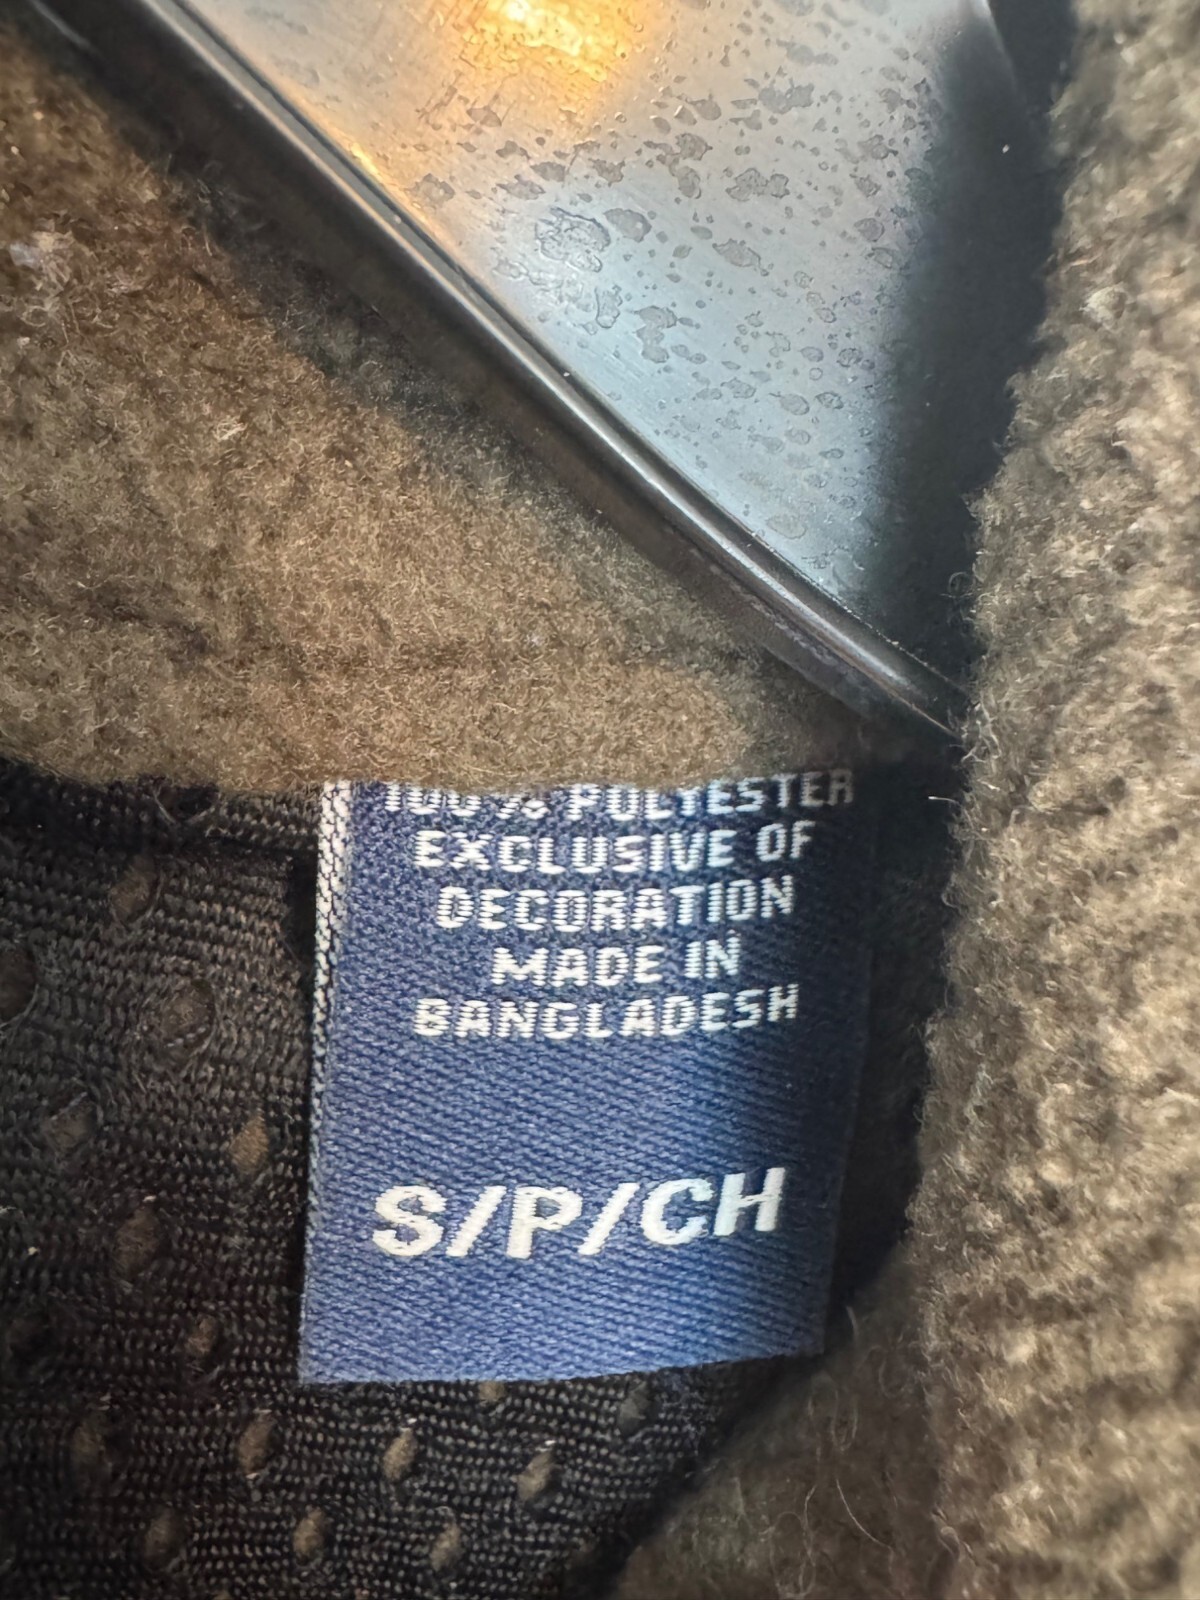 100% POLYESTER
EXCLUSIVE OF
DECORATION
MADE IN
BANGLADESH
S/P/CH